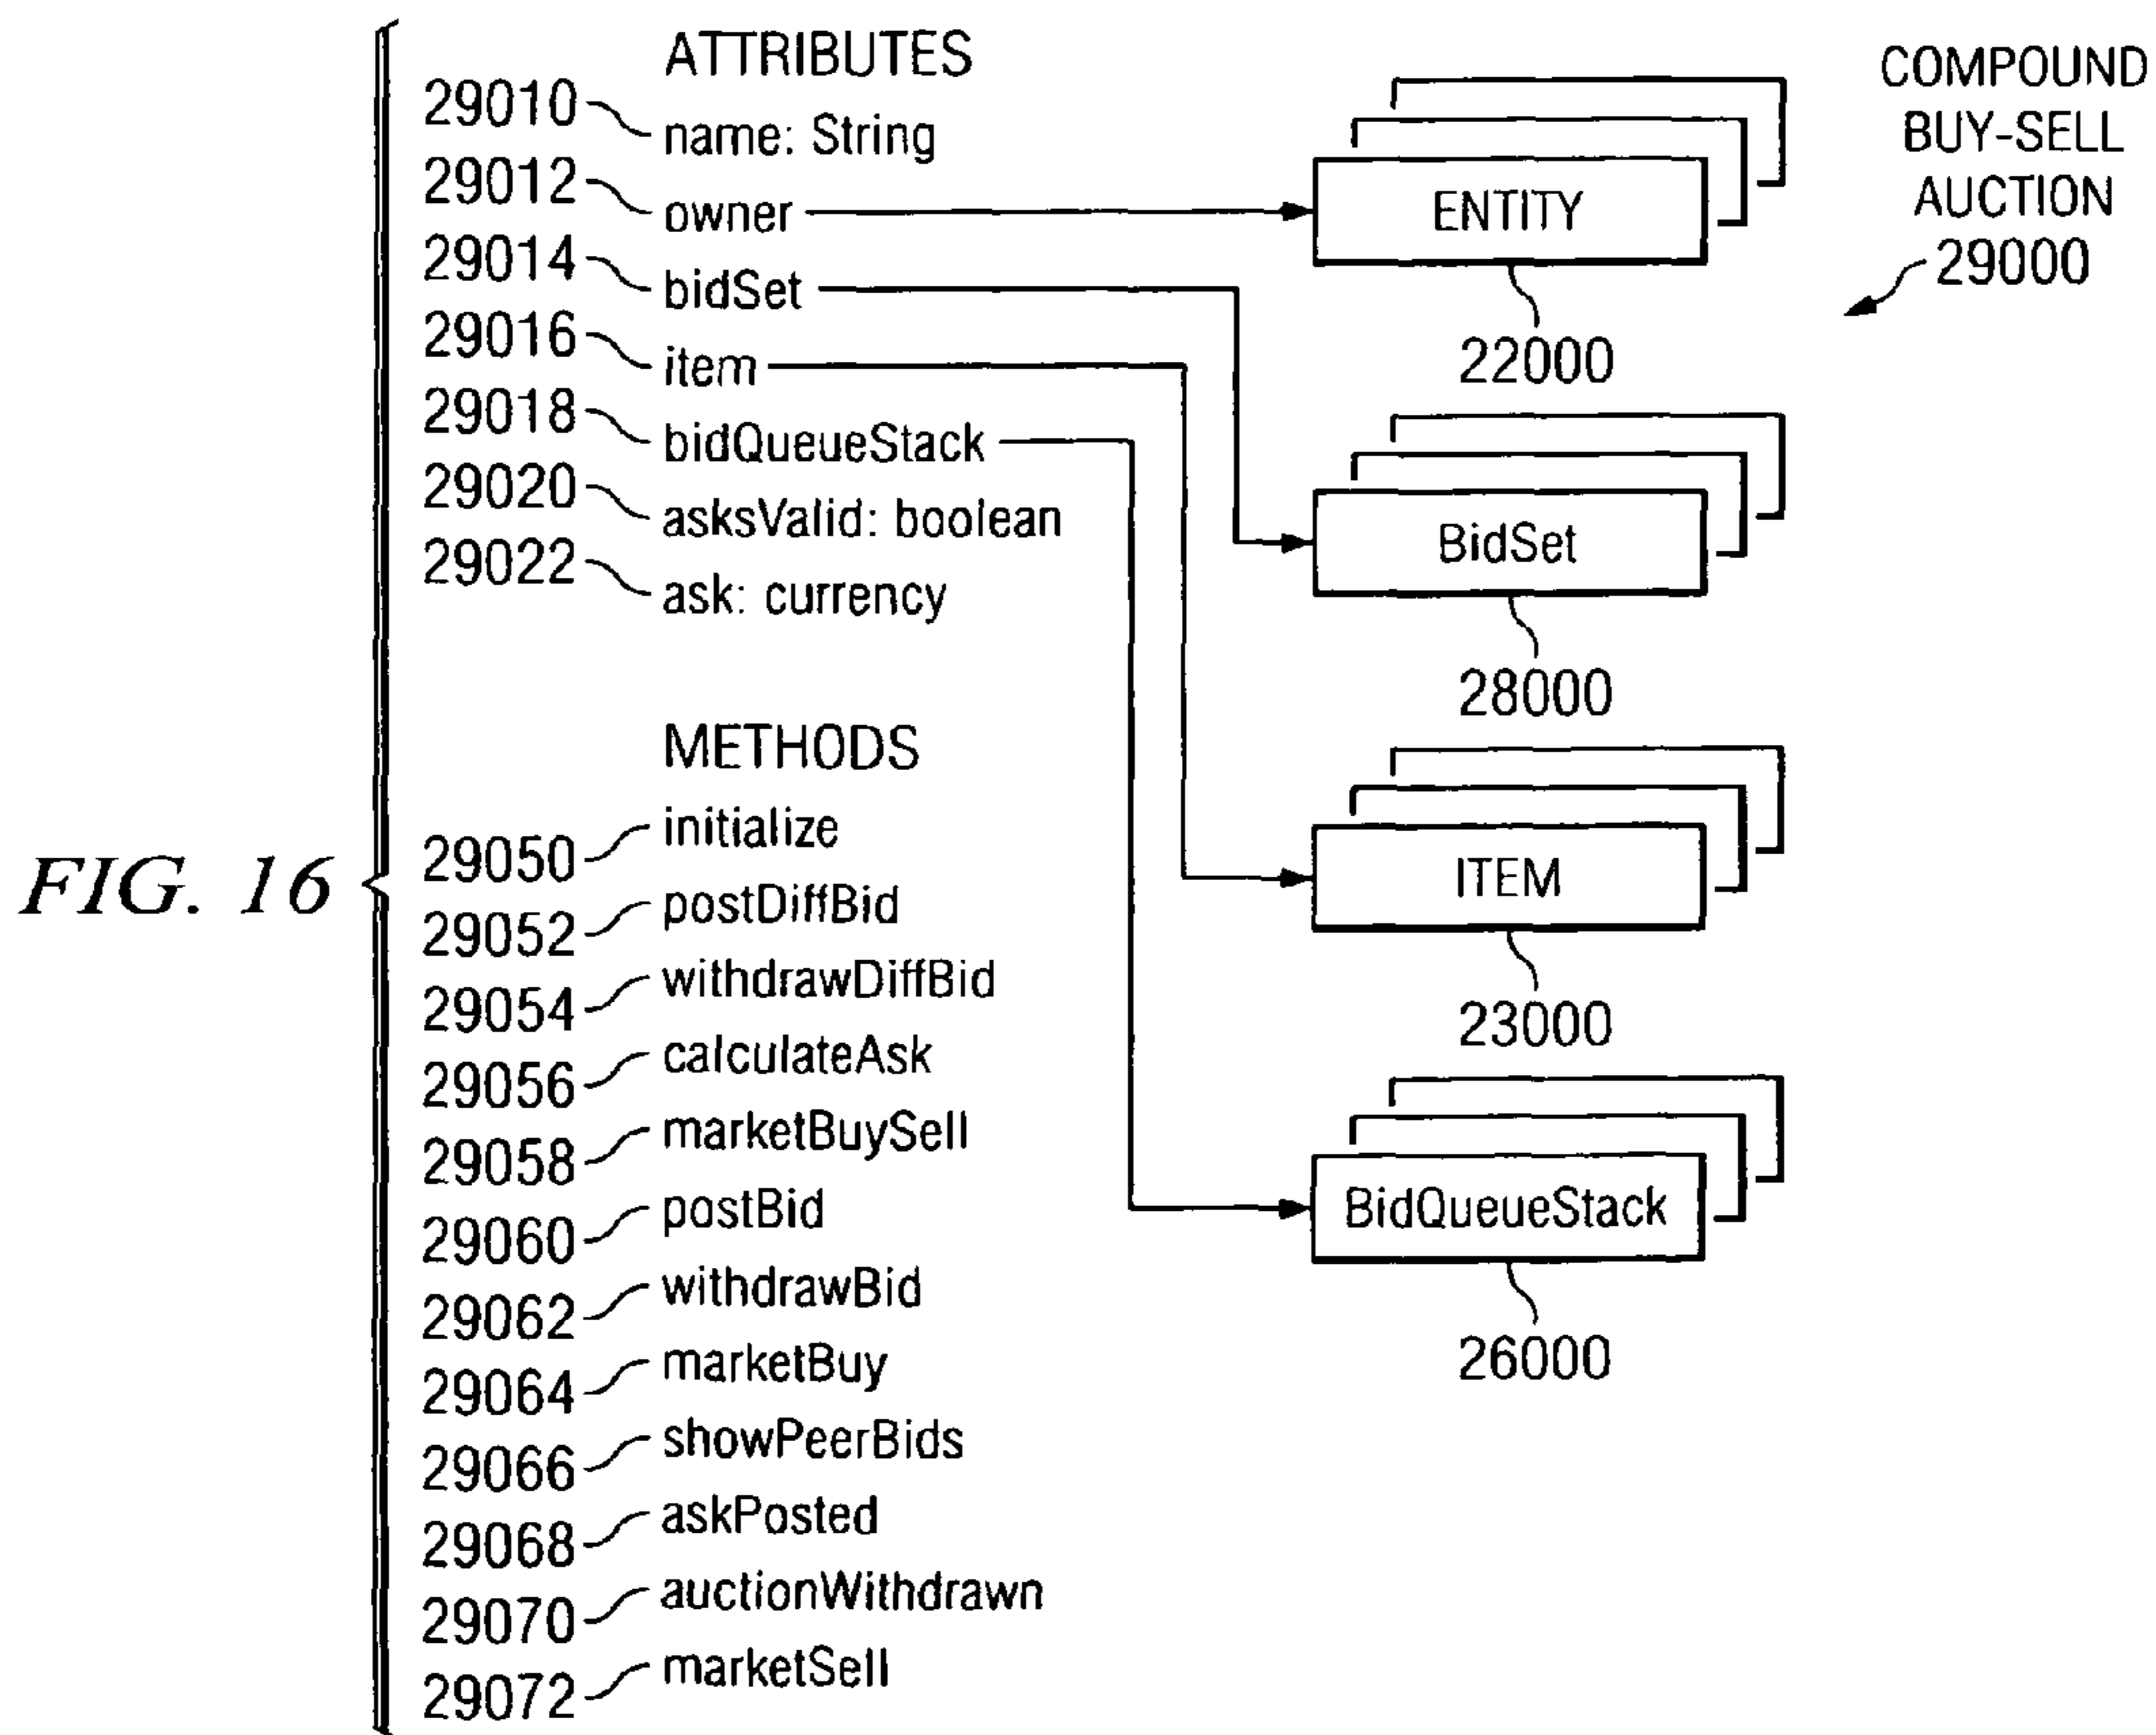 FIG. 16
ATTRIBUTES
29010 name: String
29012 owner
29014 bidSet
29016 item
29018 bidQueueStack
29020 asksValid: boolean
29022 ask: currency
METHODS
29050 initialize
29052 postDiffBid
29054 withdrawDiffBid
29056 calculateAsk
29058 marketBuySell
29060 postBid
29062 withdrawBid
29064 marketBuy
29066 showPeerBids
29068 askPosted
29070 auctionWithdrawn
29072 marketSell
ENTITY
22000
BidSet
28000
ITEM
23000
BidQueueStack
26000
COMPOUND
BUY-SELL
AUCTION
29000